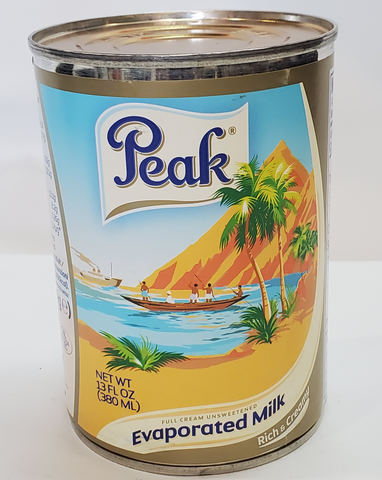 Peak®
NET WT
13 FL OZ
(380 ML)
FULL CREAM UNSWEETENED
Evaporated Milk
Rich & Creamy